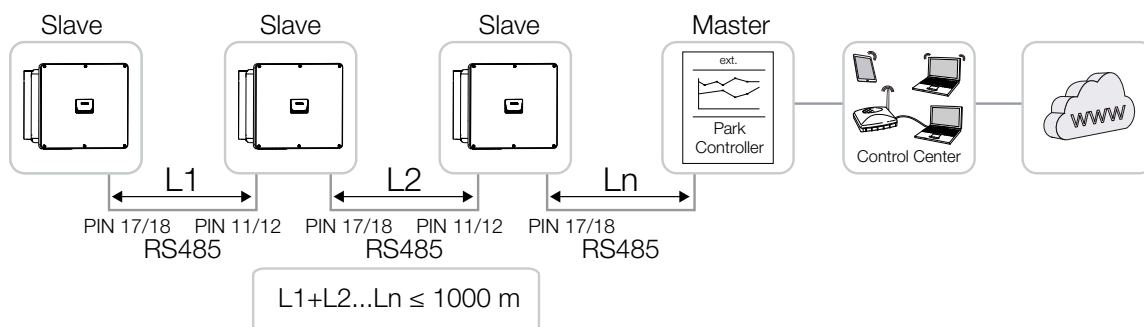 Slave
Slave
Slave
Master
ext.
Park
Controller
Control Center
WWW
L1
L2
Ln
PIN 17/18
PIN 11/12
PIN 17/18
PIN 11/12
PIN 17/18
RS485
RS485
RS485
L1+L2...Ln ≤ 1000 m